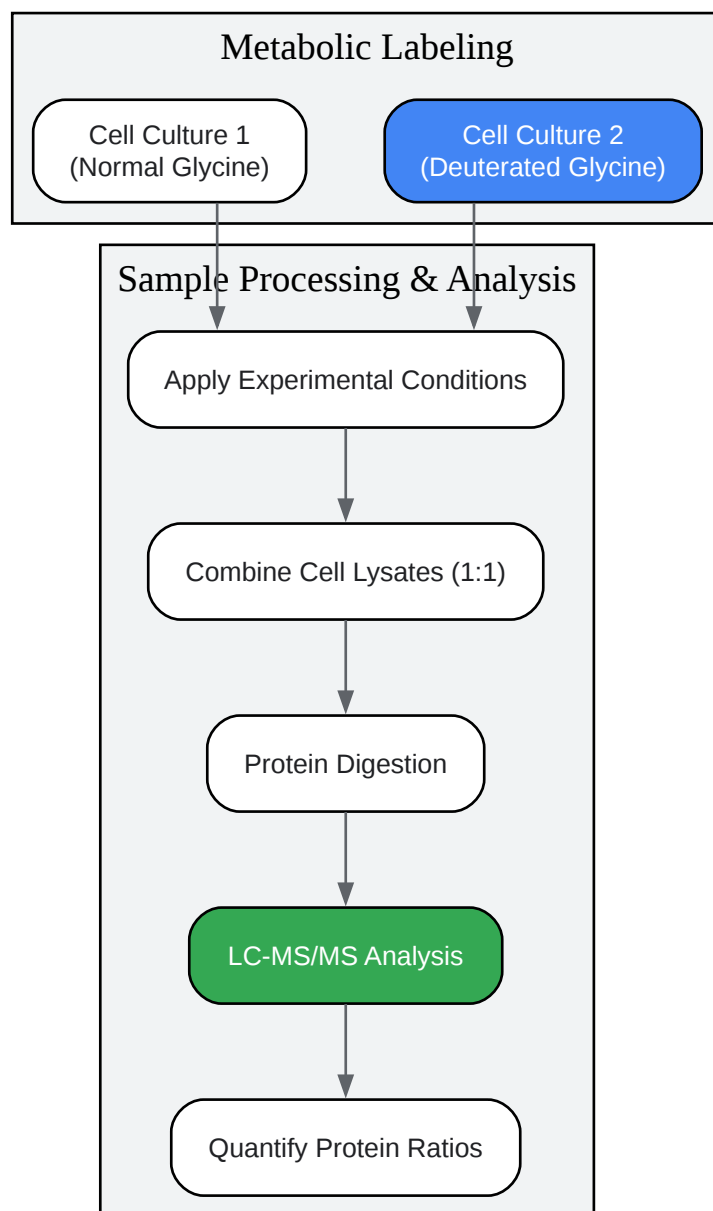 Metabolic Labeling
Cell Culture 1
(Normal Glycine)
Cell Culture 2
(Deuterated Glycine)
Sample Processing & Analysis
Apply Experimental Conditions
Combine Cell Lysates (1:1)
Protein Digestion
LC-MS/MS Analysis
Quantify Protein Ratios